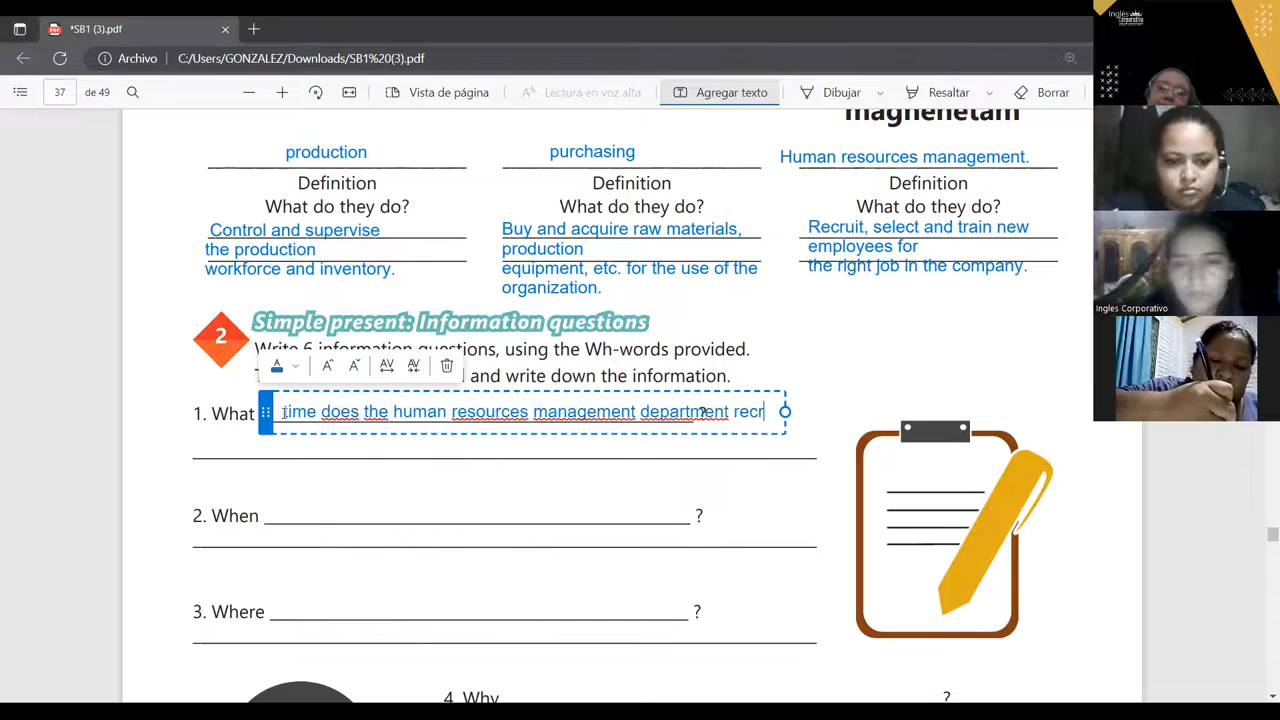 *SB1 (3).pdf
Archivo C:/Users/GONZALEZ/Downloads/SB1%20(3).pdf
37 de 49 Vista de página Lectura en voz alta Agregar texto Dibujar Resaltar Borrar
maghenetam
production purchasing Human resources management.
Definition Definition Definition
What do they do? What do they do? What do they do?
Control and supervise
the production
workforce and inventory.
Buy and acquire raw materials,
production
equipment, etc. for the use of the
organization.
Recruit, select and train new
employees for
the right job in the company.
2 Simple present: Information questions
Write 6 information questions, using the Wh-words provided.
and write down the information.
1. What time does the human resources management department recr ?
2. When ?
3. Where ?
4. Why ?
Inglés
Corporativo
Ingles Corporativo